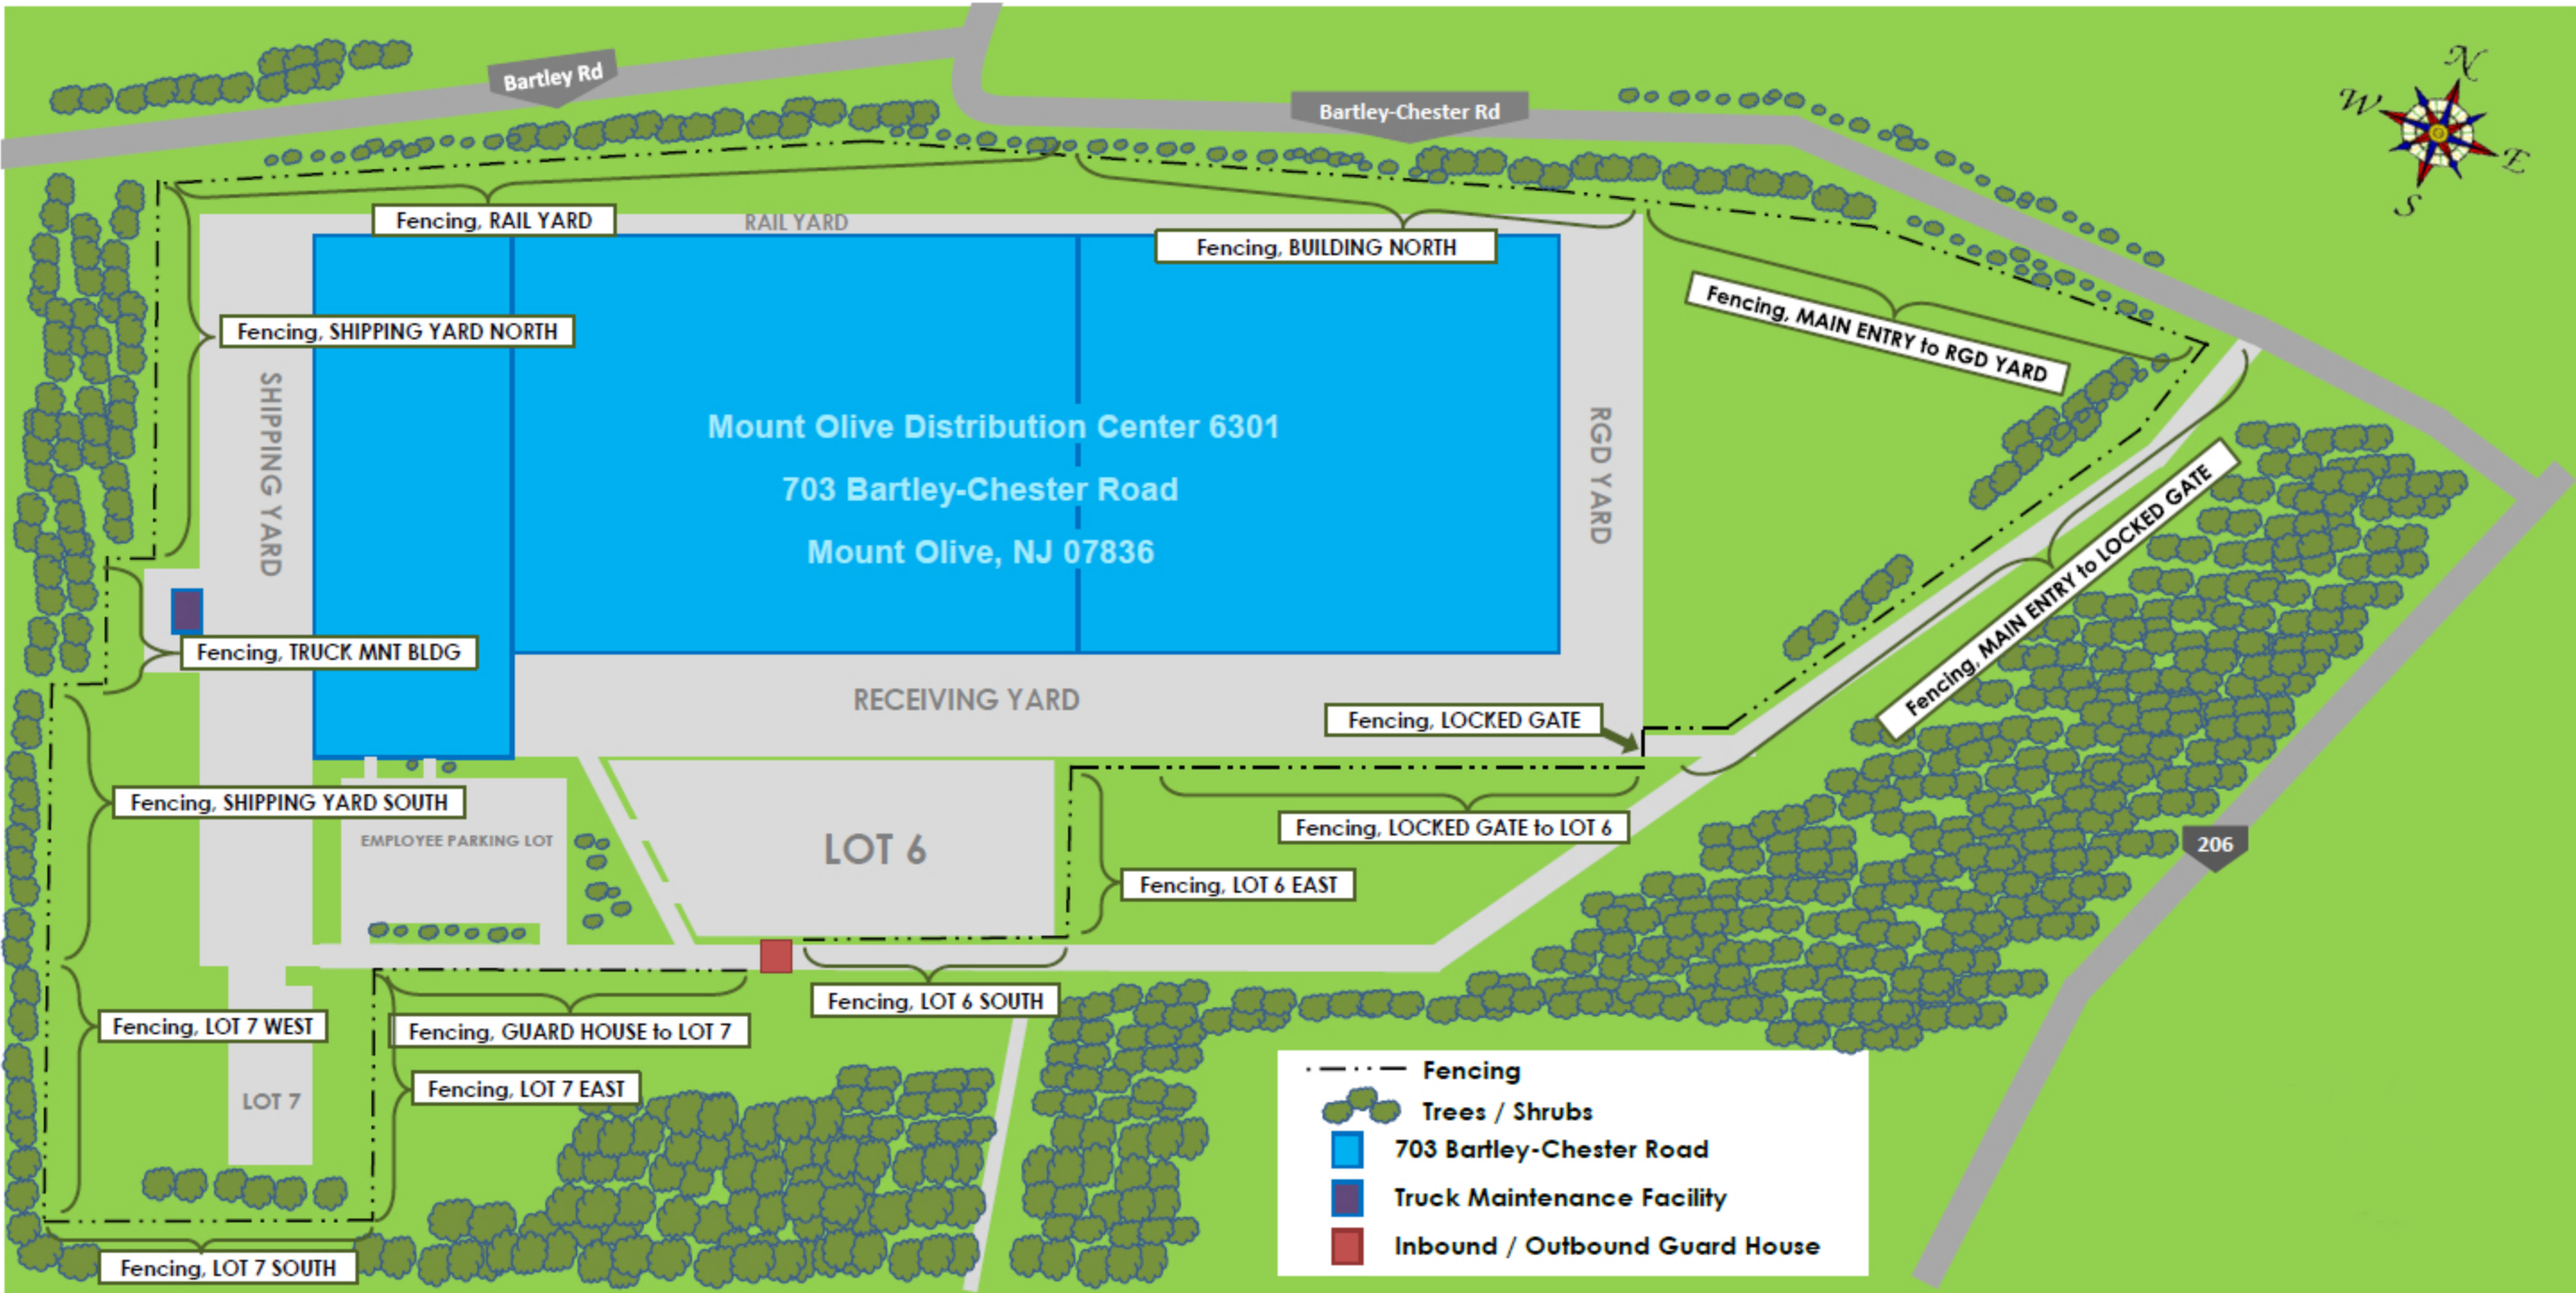 Bartley Rd
Bartley-Chester Rd
N
W
E
S
Fencing, RAIL YARD
RAIL YARD
Fencing, BUILDING NORTH
Fencing, MAIN ENTRY to RGD YARD
Fencing, SHIPPING YARD NORTH
SHIPPING YARD
Mount Olive Distribution Center 6301
703 Bartley-Chester Road
Mount Olive, NJ 07836
RGD YARD
Fencing, MAIN ENTRY to LOCKED GATE
Fencing, TRUCK MNT BLDG
RECEIVING YARD
Fencing, LOCKED GATE
Fencing, SHIPPING YARD SOUTH
EMPLOYEE PARKING LOT
LOT 6
Fencing, LOCKED GATE to LOT 6
206
Fencing, LOT 6 EAST
Fencing, LOT 6 SOUTH
Fencing, LOT 7 WEST
Fencing, GUARD HOUSE to LOT 7
Fencing, LOT 7 EAST
LOT 7
Fencing, LOT 7 SOUTH
Fencing
Trees / Shrubs
703 Bartley-Chester Road
Truck Maintenance Facility
Inbound / Outbound Guard House